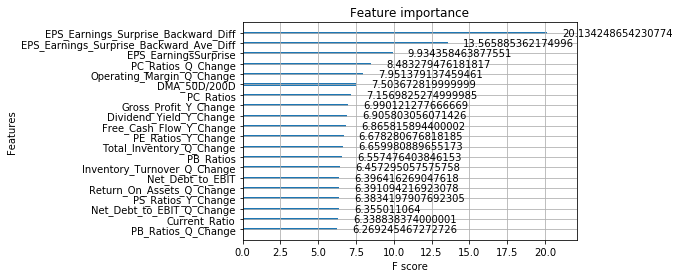 Feature importance
EPS_Earnings_Surprise_Backward_Diff 20.134248654230774
EPS_Earnings_Surprise_Backward_Ave_Diff 13.565885362174996
EPS_EarningsSurprise 9.934358463877551
PC_Ratios_Q_Change 8.483279476181817
Operating_Margin_Q_Change 7.951379137459461
DMA_50D/200D 7.503672819999999
PC_Ratios 7.1569825274999985
Gross_Profit_Y_Change 6.990121277666669
Dividend_Yield_Y_Change 6.905803056071426
Free_Cash_Flow_Y_Change 6.865815894400002
PE_Ratios_Y_Change 6.780280676818185
Total_Inventory_Q_Change 6.659980889655173
PB_Ratios 6.557476403846153
Inventory_Turnover_Q_Change 6.457295057575758
Net_Debt_to_EBIT 6.396416269047618
Return_On_Assets_Q_Change 6.391094216923078
PS_Ratios_Y_Change 6.3834197907692305
Net_Debt_to_EBIT_Q_Change 6.355011064
Current_Ratio 6.338838374000001
PB_Ratios_Q_Change 6.269245467272726
Features
0.0 2.5 5.0 7.5 10.0 12.5 15.0 17.5 20.0
F score